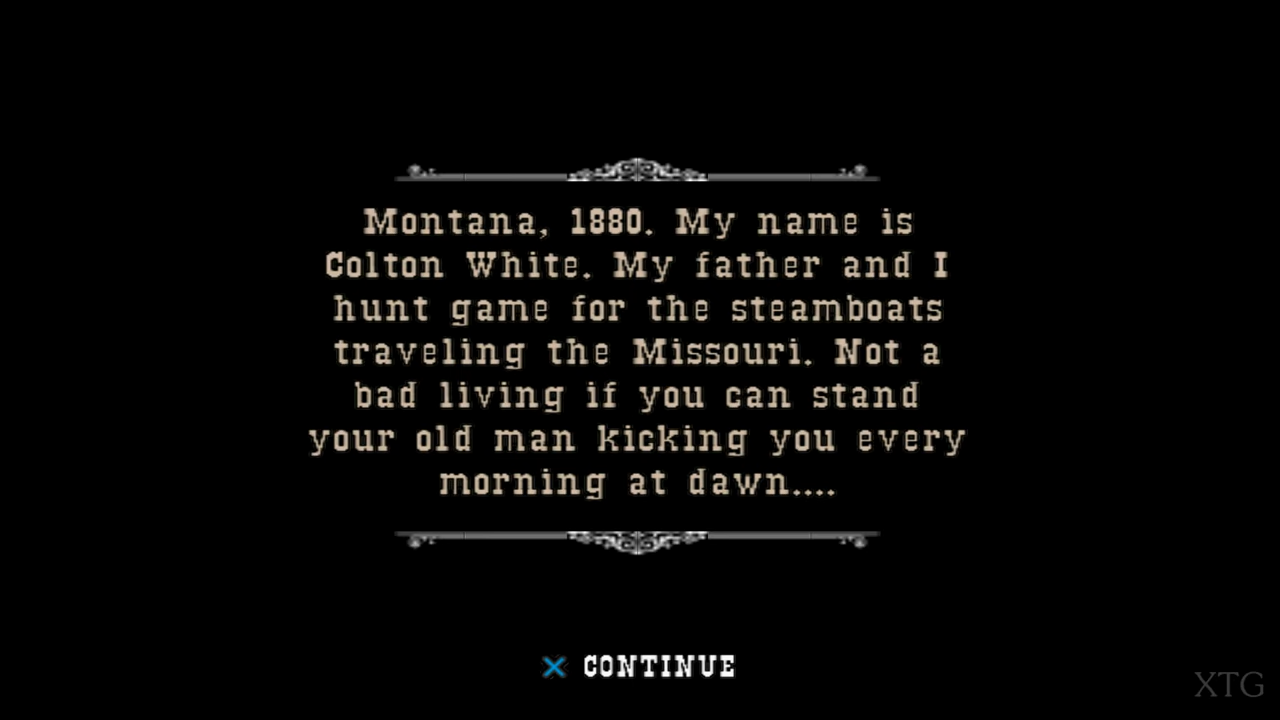 Montana, 1880. My name is
Colton White. My father and I
hunt game for the steamboats
traveling the Missouri. Not a
bad living if you can stand
your old man kicking you every
morning at dawn....
CONTINUE
XTG